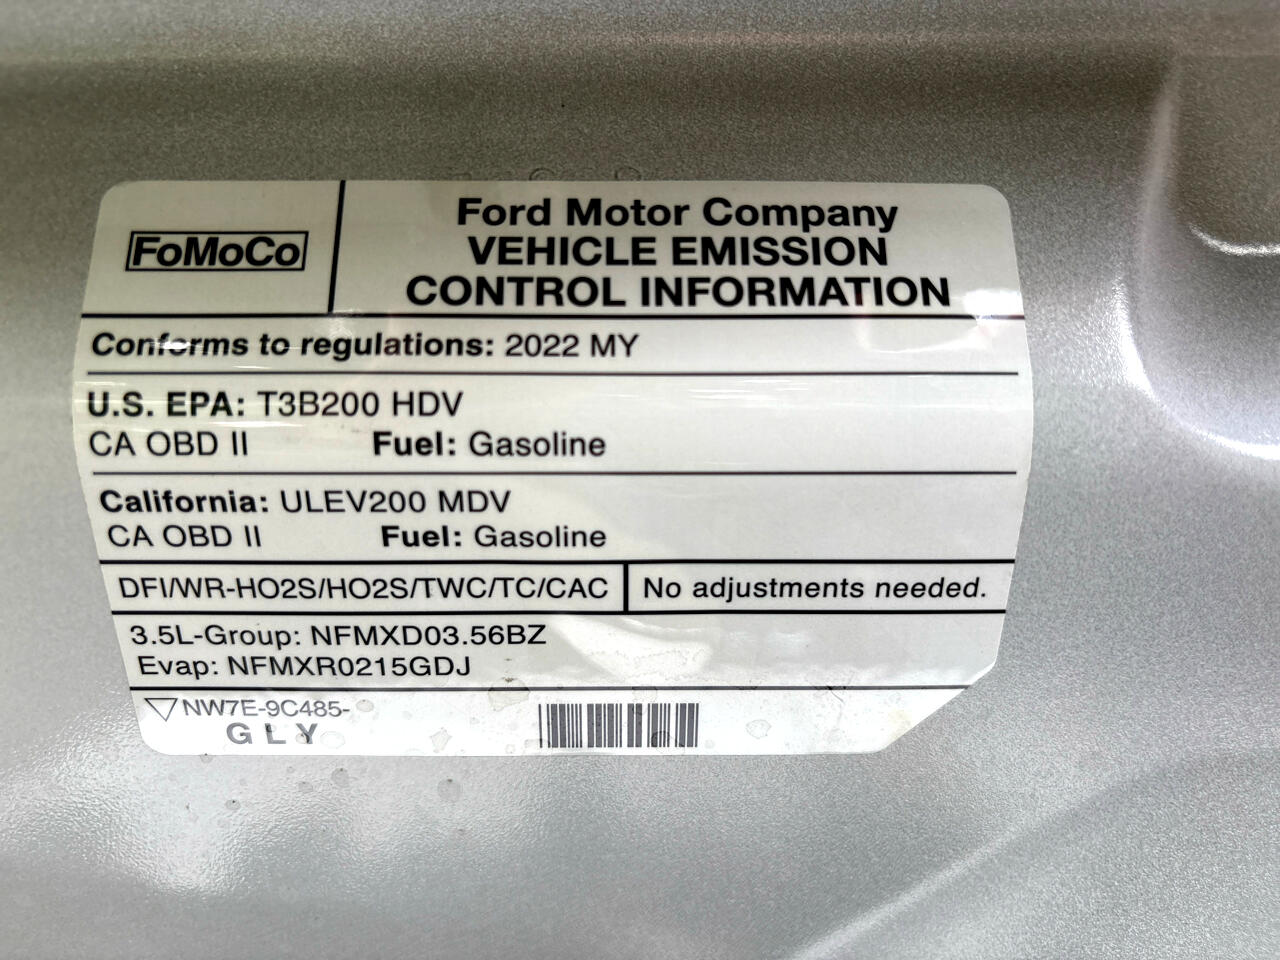 FoMoCo
Ford Motor Company
VEHICLE EMISSION
CONTROL INFORMATION
Conforms to regulations: 2022 MY
U.S. EPA: T3B200 HDV
CA OBD II Fuel: Gasoline
California: ULEV200 MDV
CA OBD II Fuel: Gasoline
DFI/WR-HO2S/HO2S/TWC/TC/CAC
No adjustments needed.
3.5L-Group: NFMXD03.56BZ
Evap: NFMXR0215GDJ
NW7E-9C485-
GLY